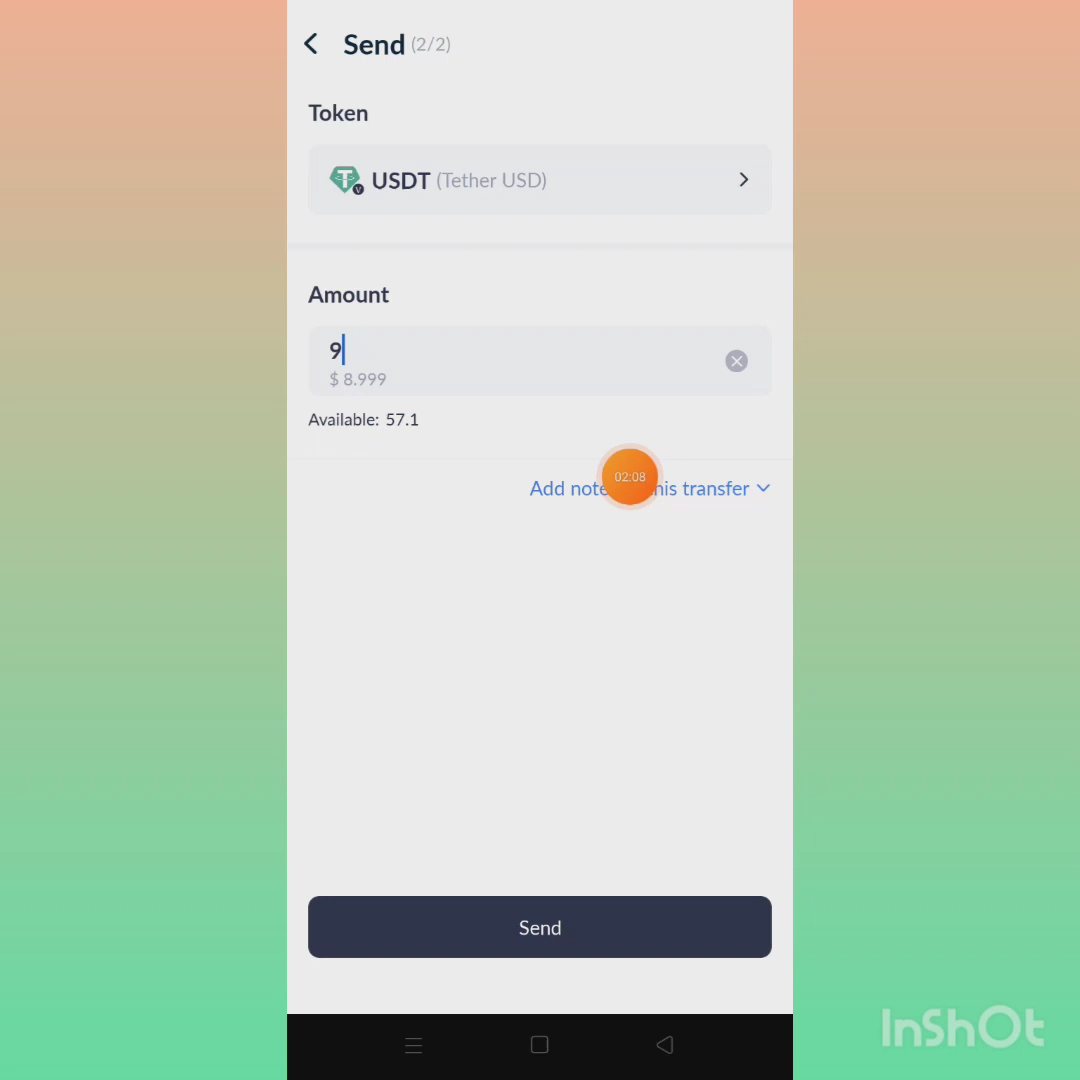 Send (2/2)
Token
USDT (Tether USD)
Amount
9
$ 8.999
Available: 57.1
02:08
Add note his transfer
Send
InShOt